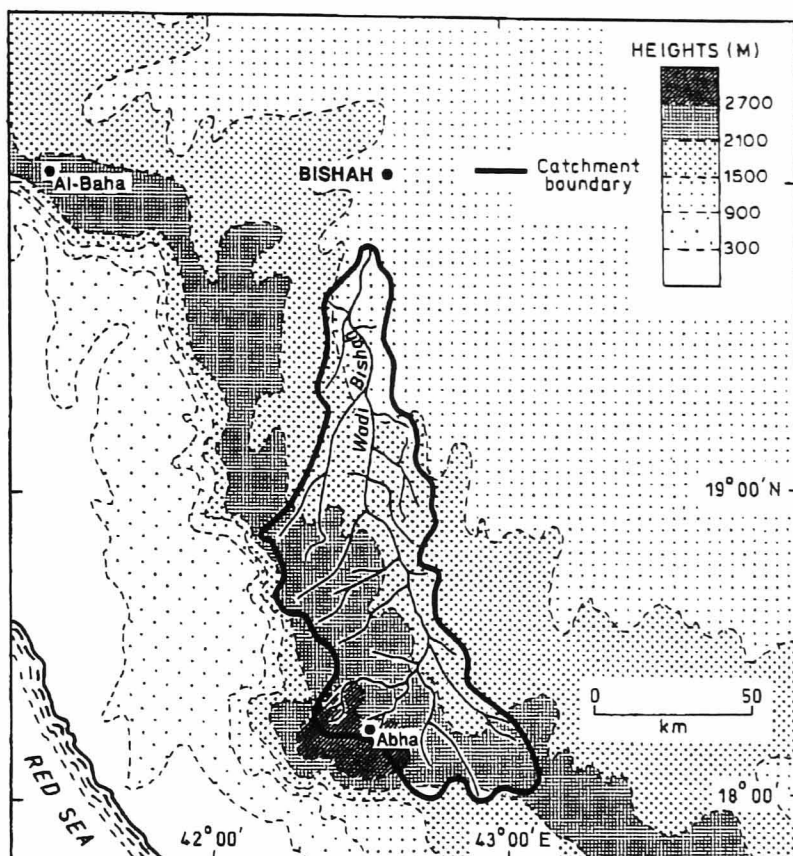 HEIGHTS (M)
2700
2100
1500
900
300
Catchment
boundary
Al-Baha
BISHAH
Wadi Bisha
19°00'N
0 50
km
Abha
RED SEA
18°00'
42°00'
43°00'E